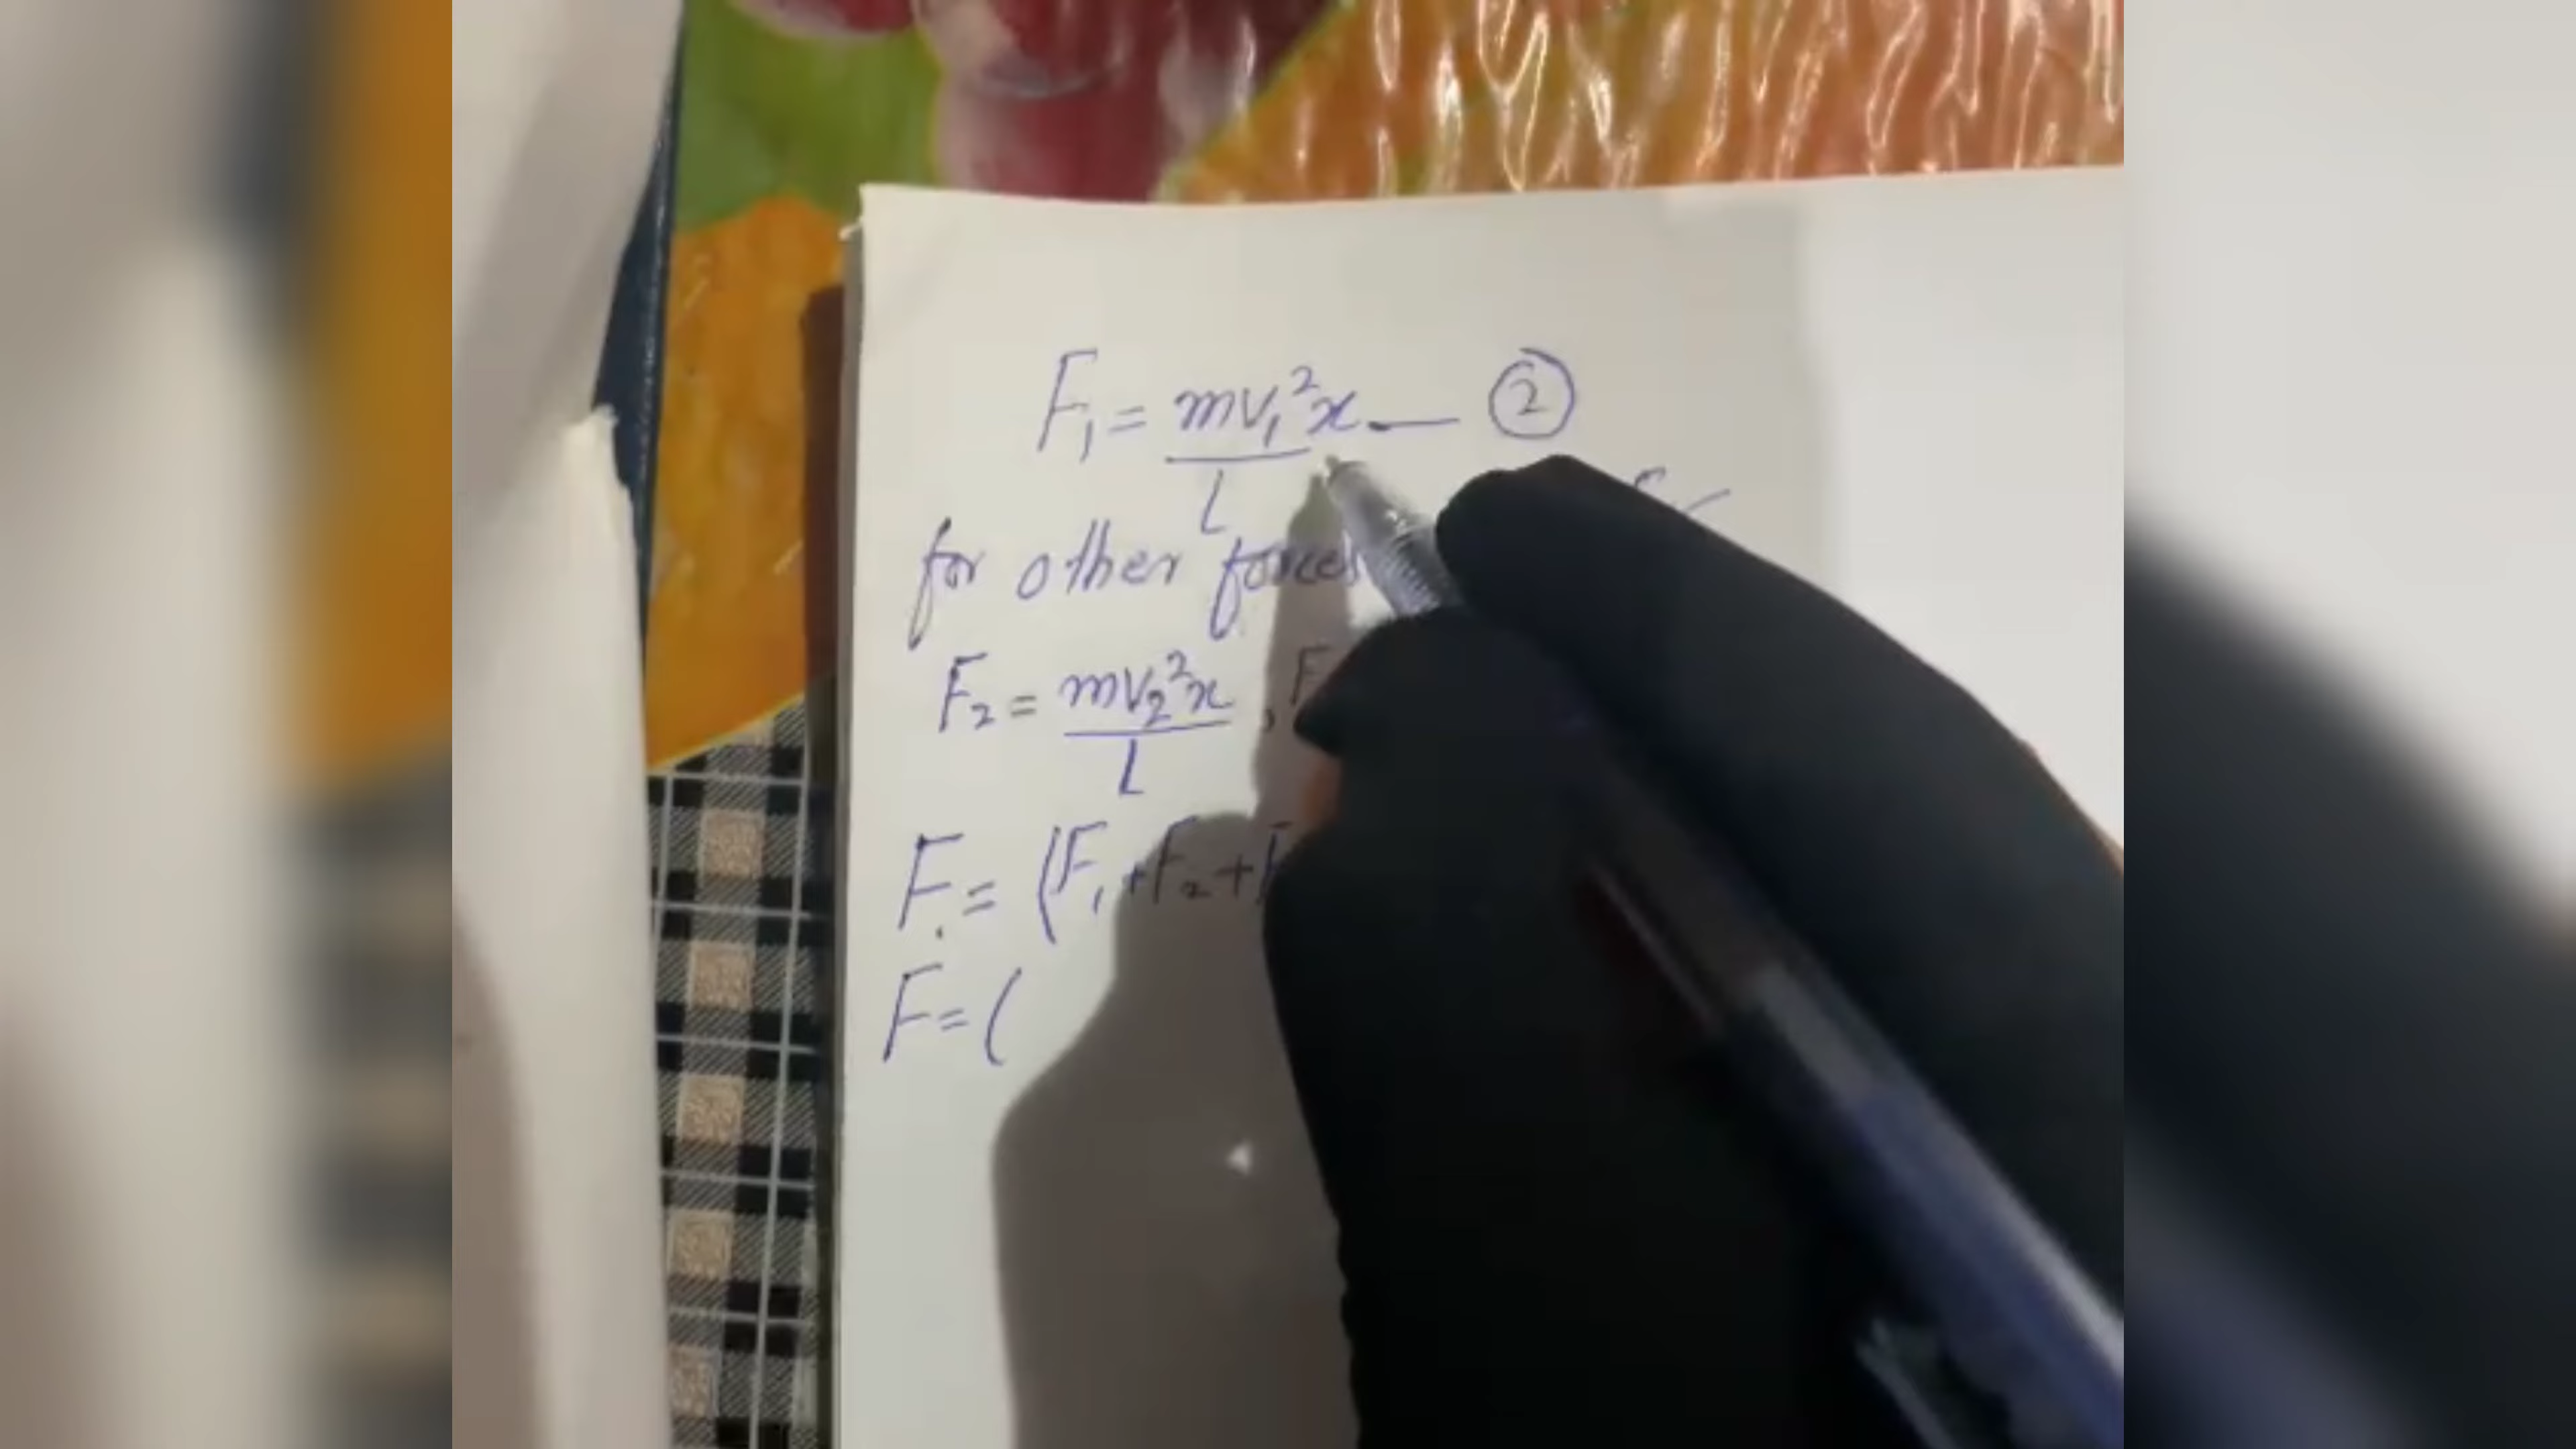 F₁ = mv₁²x — ②
L
for other forces
F₂ = mv₂²x , F
L
F = (F₁ + F₂ +
F = (